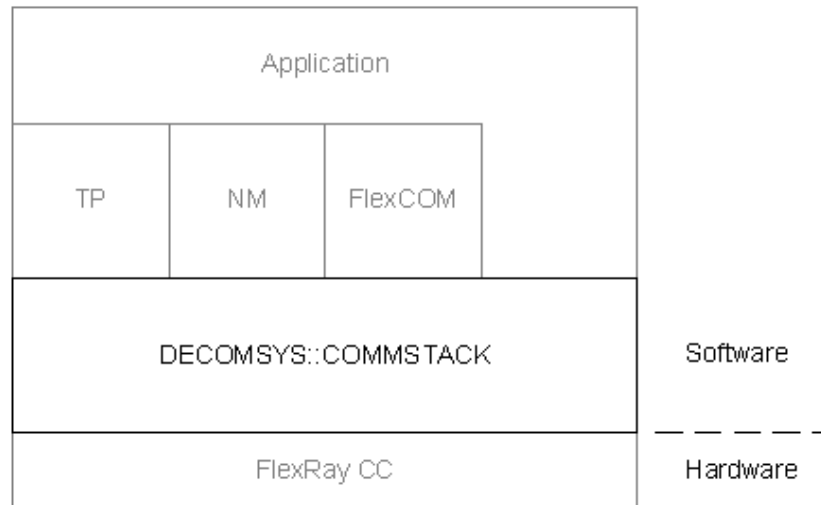 Application
TP
NM
FlexCOM
DECOMSYS::COMMSTACK
Software
FlexRay CC
Hardware